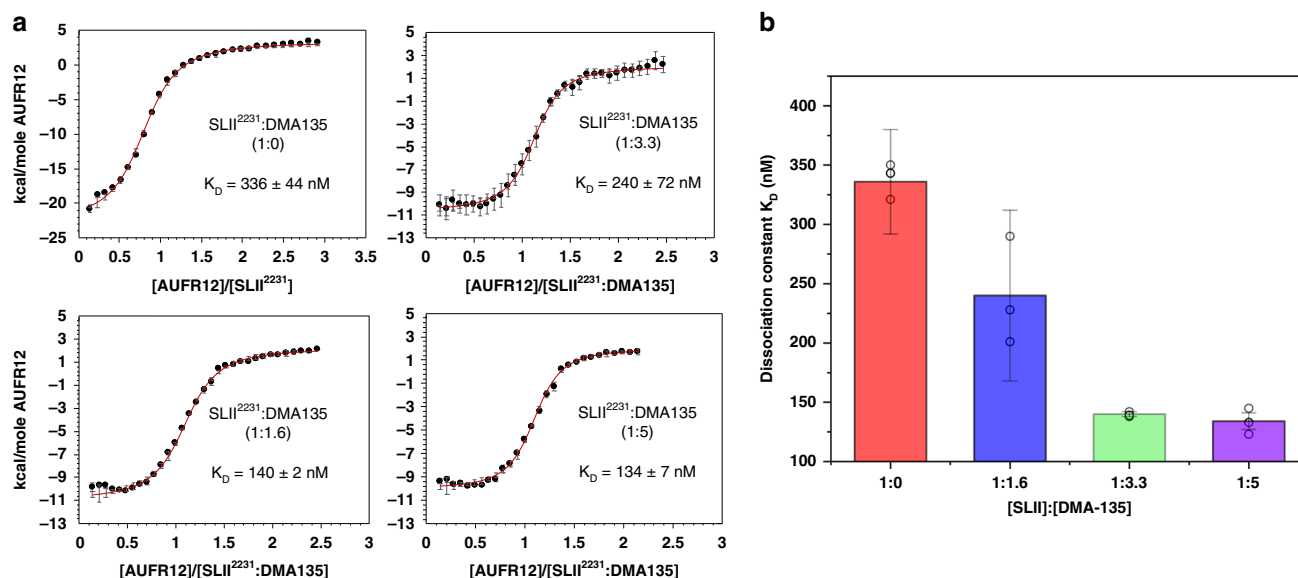 a
kcal/mole AUFR12
5
0
−5
−10
−15
−20
−25
SLII²²³¹:DMA135
(1:0)
K_D = 336 ± 44 nM
0 0.5 1 1.5 2 2.5 3 3.5
[AUFR12]/[SLII²²³¹]
5
3
1
−1
−3
−5
−7
−9
−11
−13
SLII²²³¹:DMA135
(1:3.3)
K_D = 240 ± 72 nM
0 0.5 1 1.5 2 2.5 3
[AUFR12]/[SLII²²³¹:DMA135]
kcal/mole AUFR12
5
3
1
−1
−3
−5
−7
−9
−11
−13
SLII²²³¹:DMA135
(1:1.6)
K_D = 140 ± 2 nM
0 0.5 1 1.5 2 2.5 3
[AUFR12]/[SLII²²³¹:DMA135]
5
3
1
−1
−3
−5
−7
−9
−11
−13
SLII²²³¹:DMA135
(1:5)
K_D = 134 ± 7 nM
0 0.5 1 1.5 2 2.5 3
[AUFR12]/[SLII²²³¹:DMA135]
b
Dissociation constant K_D (nM)
400
350
300
250
200
150
100
1:0 1:1.6 1:3.3 1:5
[SLII]:[DMA-135]